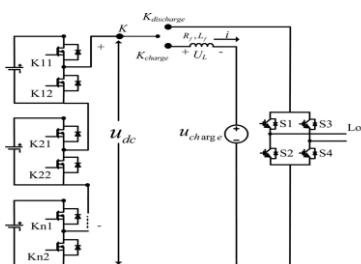 K_discharge
K
R_f , L_f
i
K_charge
+ U_L -
K11
+
K12
K21
u_dc
u_charge
+
-
S1
S3
Lo
K22
S2
S4
Kn1
-
Kn2